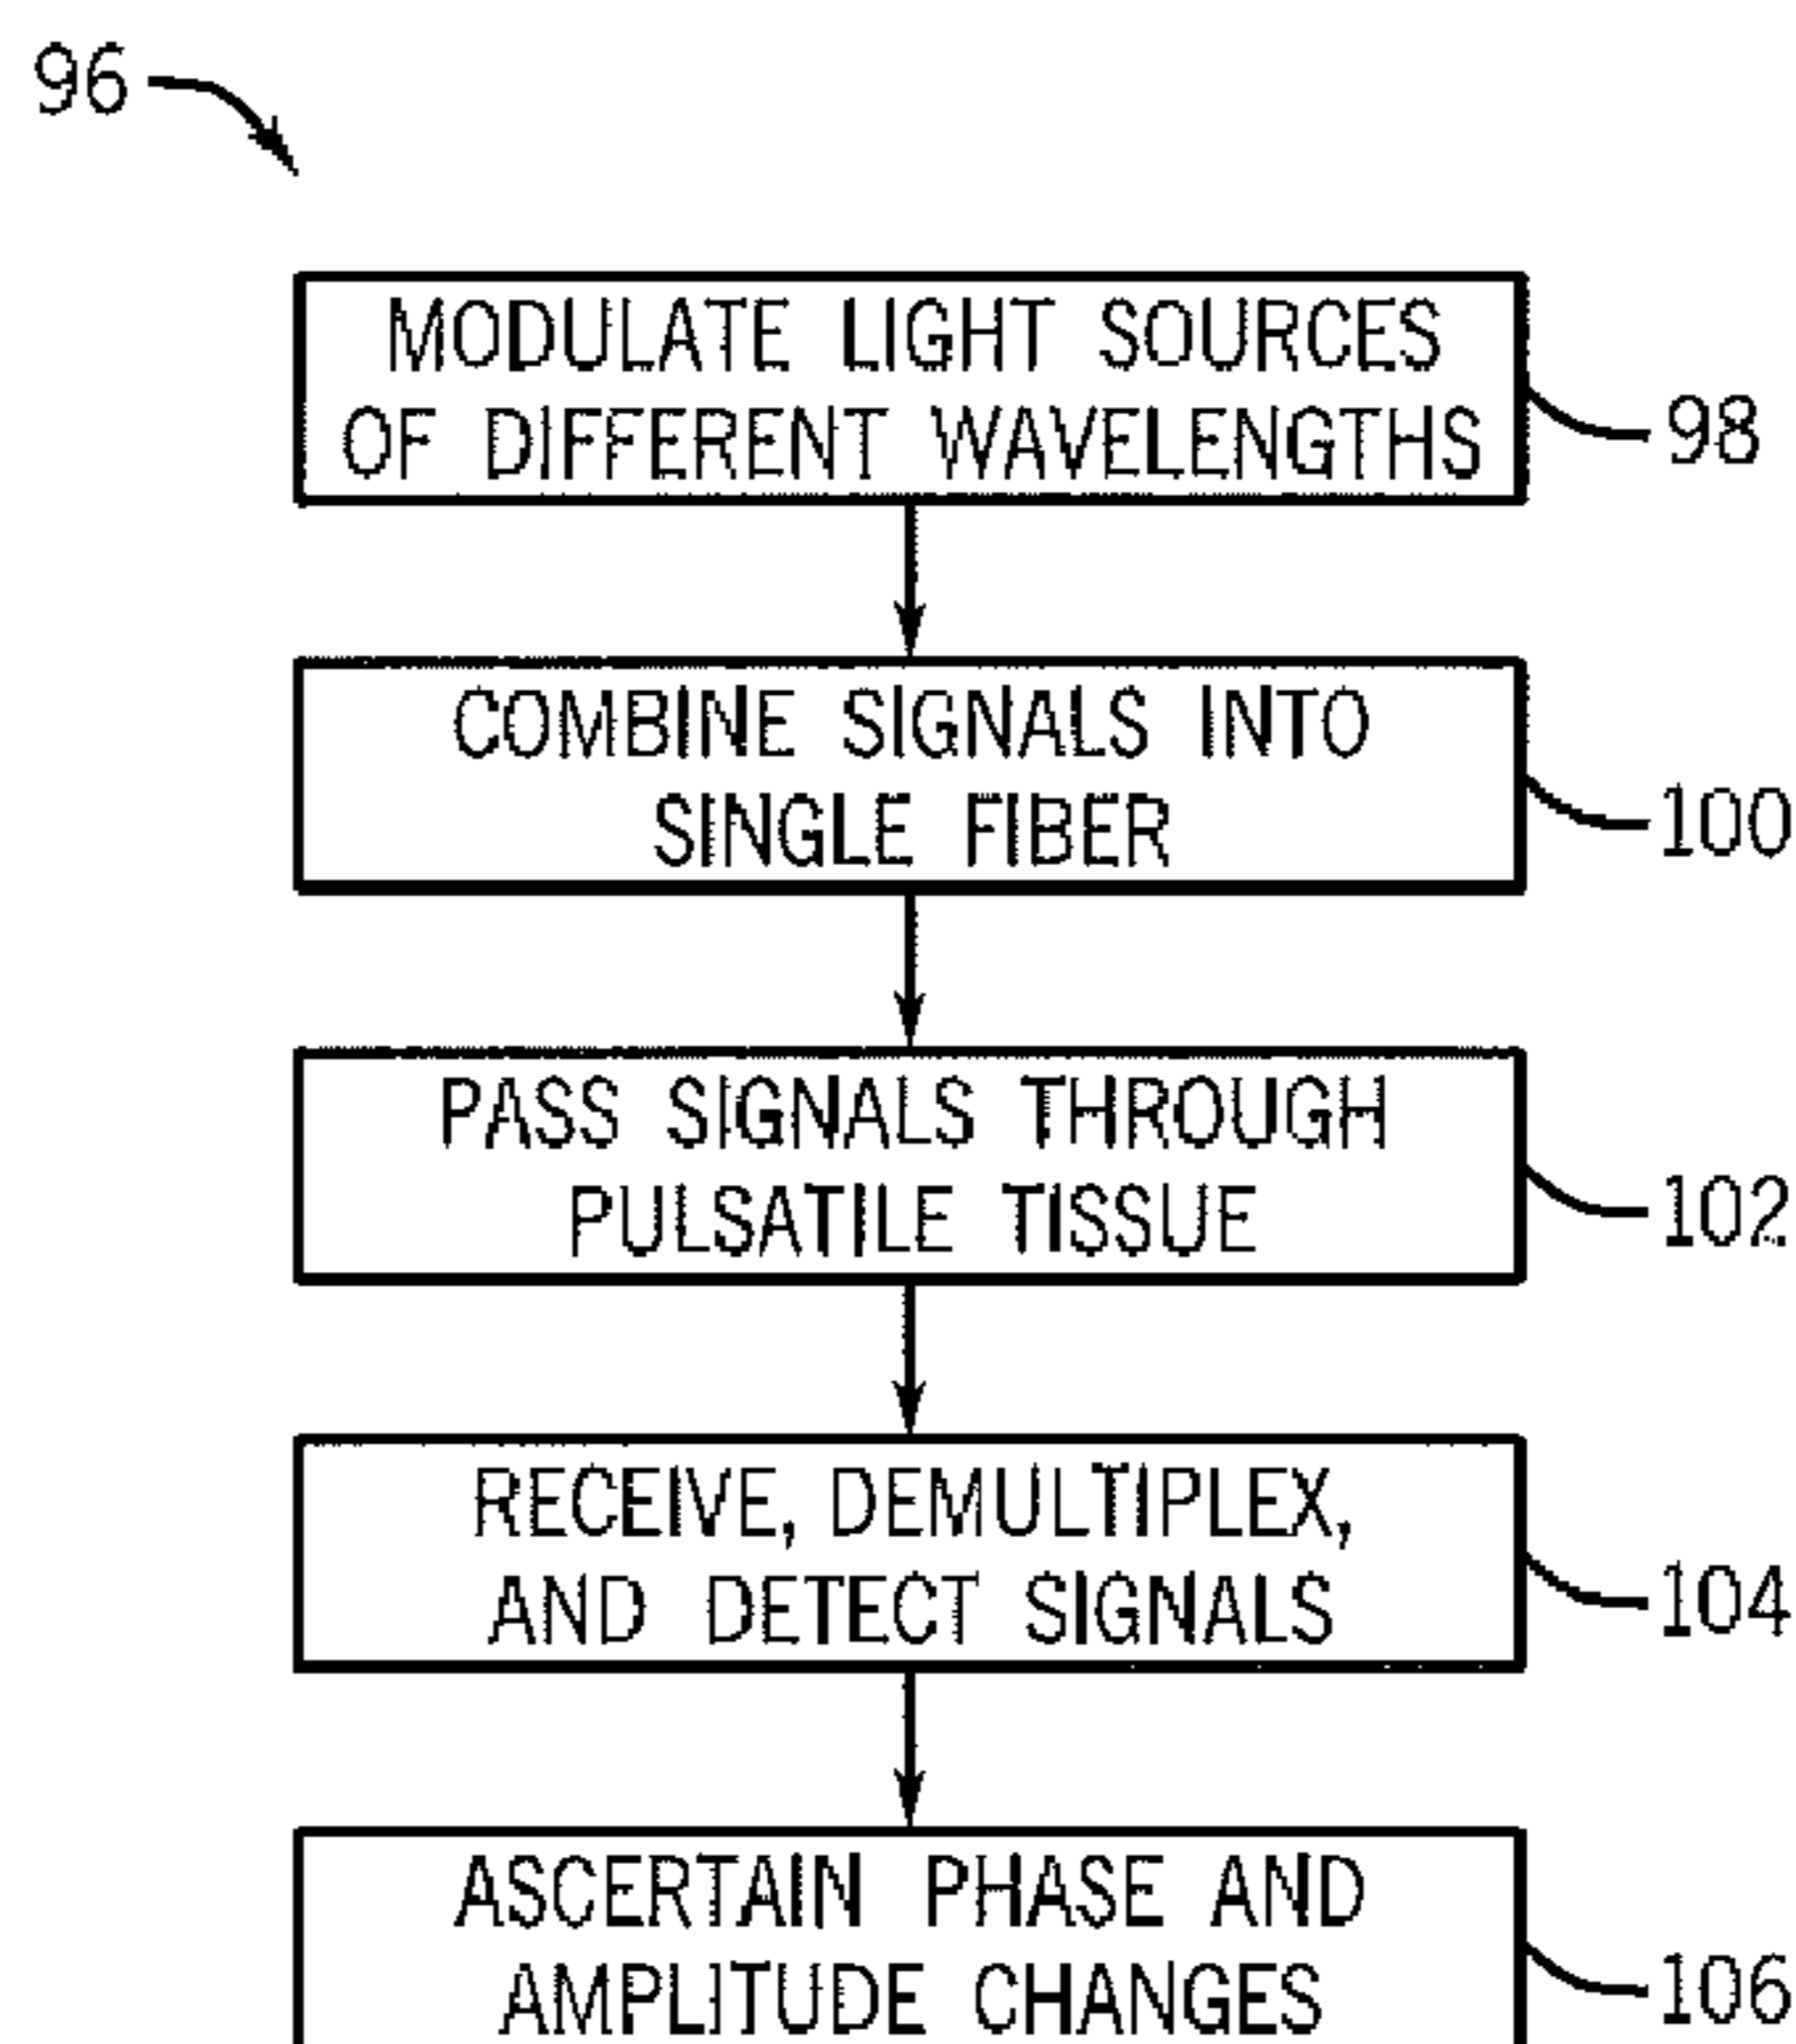 96
MODULATE LIGHT SOURCES
OF DIFFERENT WAVELENGTHS
98
COMBINE SIGNALS INTO
SINGLE FIBER
100
PASS SIGNALS THROUGH
PULSATILE TISSUE
102
RECEIVE, DEMULTIPLEX,
AND DETECT SIGNALS
104
ASCERTAIN PHASE AND
AMPLITUDE CHANGES
106